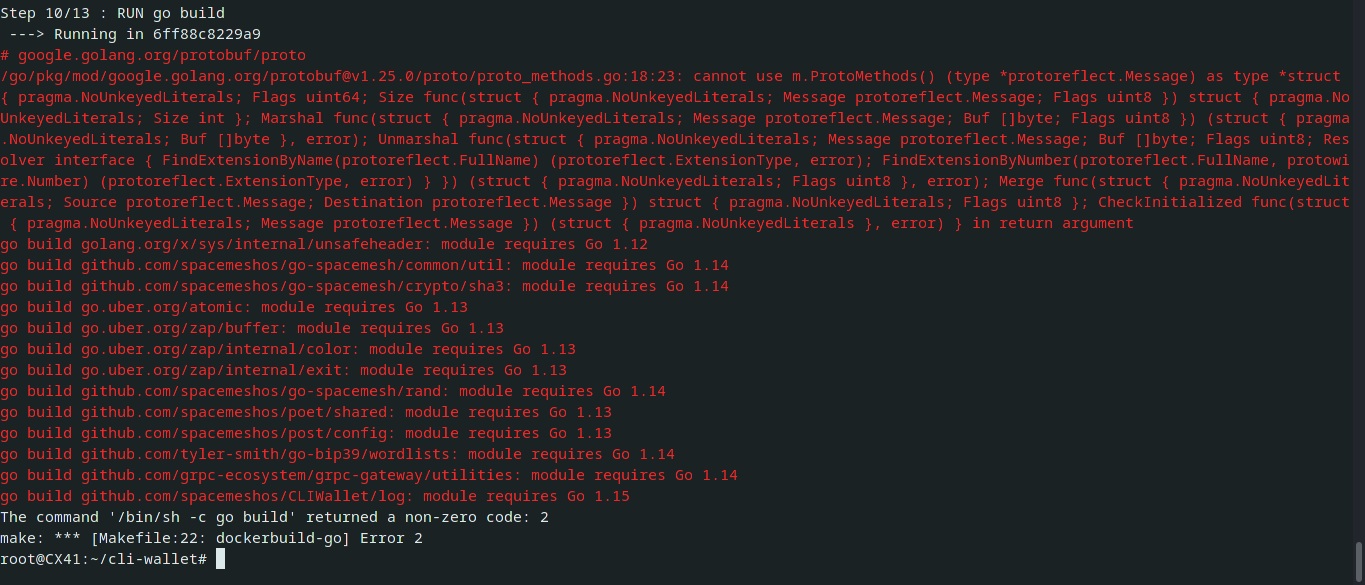 Step 10/13 : RUN go build
 ---> Running in 6ff88c8229a9
# google.golang.org/protobuf/proto
/go/pkg/mod/google.golang.org/protobuf@v1.25.0/proto/proto_methods.go:18:23: cannot use m.ProtoMethods() (type *protoreflect.Message) as type *struct
{ pragma.NoUnkeyedLiterals; Flags uint64; Size func(struct { pragma.NoUnkeyedLiterals; Message protoreflect.Message; Flags uint8 }) struct { pragma.No
UnkeyedLiterals; Size int }; Marshal func(struct { pragma.NoUnkeyedLiterals; Message protoreflect.Message; Buf []byte; Flags uint8 }) (struct { pragma
.NoUnkeyedLiterals; Buf []byte }, error); Unmarshal func(struct { pragma.NoUnkeyedLiterals; Message protoreflect.Message; Buf []byte; Flags uint8; Res
olver interface { FindExtensionByName(protoreflect.FullName) (protoreflect.ExtensionType, error); FindExtensionByNumber(protoreflect.FullName, protowi
re.Number) (protoreflect.ExtensionType, error) } }) (struct { pragma.NoUnkeyedLiterals; Flags uint8 }, error); Merge func(struct { pragma.NoUnkeyedLit
erals; Source protoreflect.Message; Destination protoreflect.Message }) struct { pragma.NoUnkeyedLiterals; Flags uint8 }; CheckInitialized func(struct
 { pragma.NoUnkeyedLiterals; Message protoreflect.Message }) (struct { pragma.NoUnkeyedLiterals }, error) } in return argument
go build golang.org/x/sys/internal/unsafeheader: module requires Go 1.12
go build github.com/spacemeshos/go-spacemesh/common/util: module requires Go 1.14
go build github.com/spacemeshos/go-spacemesh/crypto/sha3: module requires Go 1.14
go build go.uber.org/atomic: module requires Go 1.13
go build go.uber.org/zap/buffer: module requires Go 1.13
go build go.uber.org/zap/internal/color: module requires Go 1.13
go build go.uber.org/zap/internal/exit: module requires Go 1.13
go build github.com/spacemeshos/go-spacemesh/rand: module requires Go 1.14
go build github.com/spacemeshos/poet/shared: module requires Go 1.13
go build github.com/spacemeshos/post/config: module requires Go 1.13
go build github.com/tyler-smith/go-bip39/wordlists: module requires Go 1.14
go build github.com/grpc-ecosystem/grpc-gateway/utilities: module requires Go 1.14
go build github.com/spacemeshos/CLIWallet/log: module requires Go 1.15
The command '/bin/sh -c go build' returned a non-zero code: 2
make: *** [Makefile:22: dockerbuild-go] Error 2
root@CX41:~/cli-wallet#